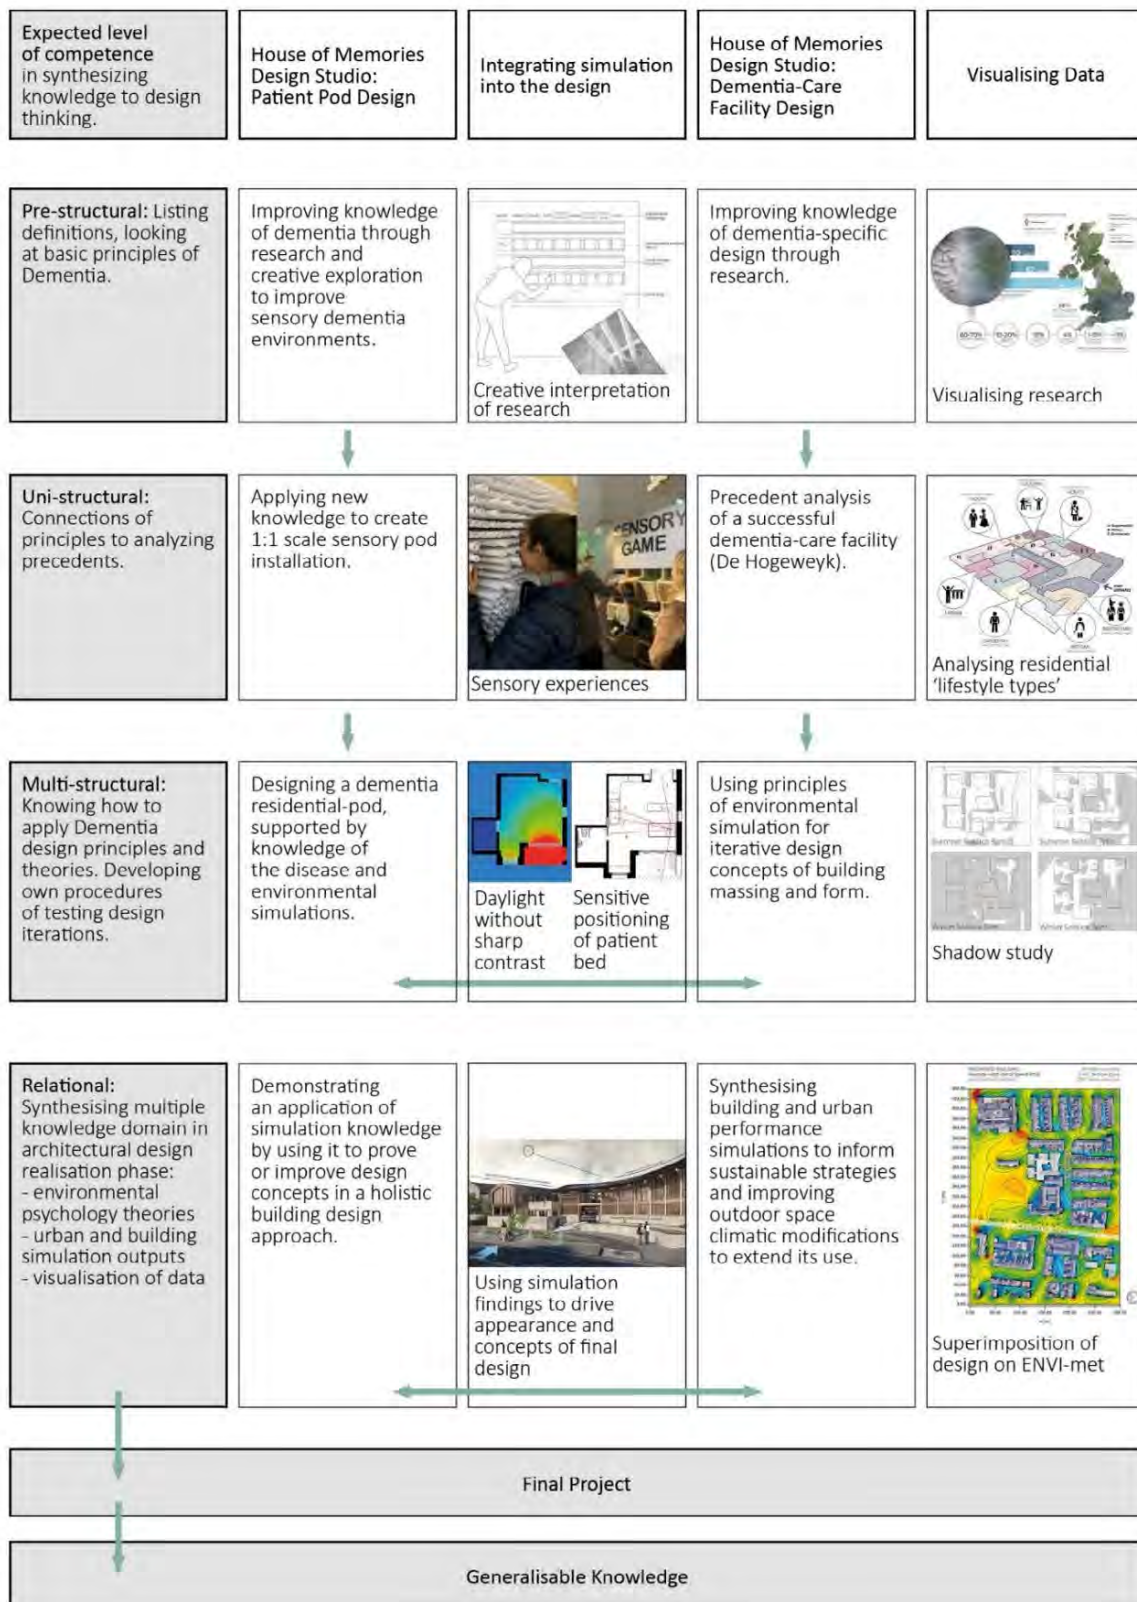 Expected level
of competence
in synthesizing
knowledge to design
thinking.
House of Memories
Design Studio:
Patient Pod Design
Integrating simulation
into the design
House of Memories
Design Studio:
Dementia-Care
Facility Design
Visualising Data
Pre-structural: Listing
definitions, looking
at basic principles of
Dementia.
Improving knowledge
of dementia through
research and
creative exploration
to improve
sensory dementia
environments.
Creative interpretation
of research
Improving knowledge
of dementia-specific
design through
research.
Visualising research
Uni-structural:
Connections of
principles to analyzing
precedents.
Applying new
knowledge to create
1:1 scale sensory pod
installation.
SENSORY
GAME
Sensory experiences
Precedent analysis
of a successful
dementia-care facility
(De Hogeweyk).
Analysing residential
'lifestyle types'
Multi-structural:
Knowing how to
apply Dementia
design principles and
theories. Developing
own procedures
of testing design
iterations.
Designing a dementia
residential-pod,
supported by
knowledge of
the disease and
environmental
simulations.
Daylight
without
sharp
contrast
Sensitive
positioning
of patient
bed
Using principles
of environmental
simulation for
iterative design
concepts of building
massing and form.
Shadow study
Relational:
Synthesising multiple
knowledge domain in
architectural design
realisation phase:
- environmental
psychology theories
- urban and building
simulation outputs
- visualisation of data
Demonstrating
an application of
simulation knowledge
by using it to prove
or improve design
concepts in a holistic
building design
approach.
Using simulation
findings to drive
appearance and
concepts of final
design
Synthesising
building and urban
performance
simulations to inform
sustainable strategies
and improving
outdoor space
climatic modifications
to extend its use.
Superimposition of
design on ENVI-met
Final Project
Generalisable Knowledge